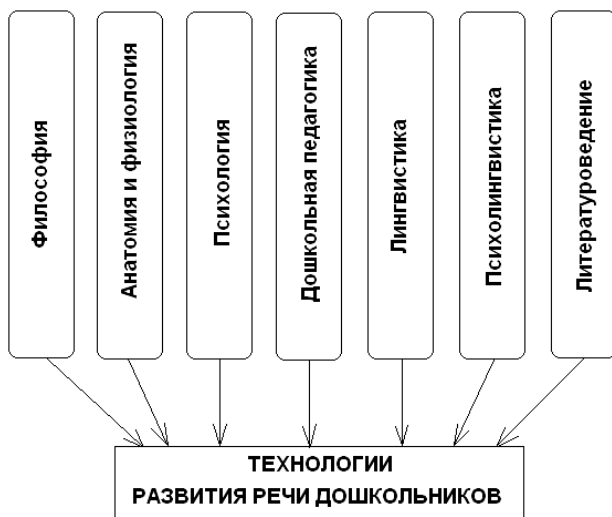 Философия
Анатомия и физиология
Психология
Дошкольная педагогика
Лингвистика
Психолингвистика
Литературоведение
ТЕХНОЛОГИИ
РАЗВИТИЯ РЕЧИ ДОШКОЛЬНИКОВ